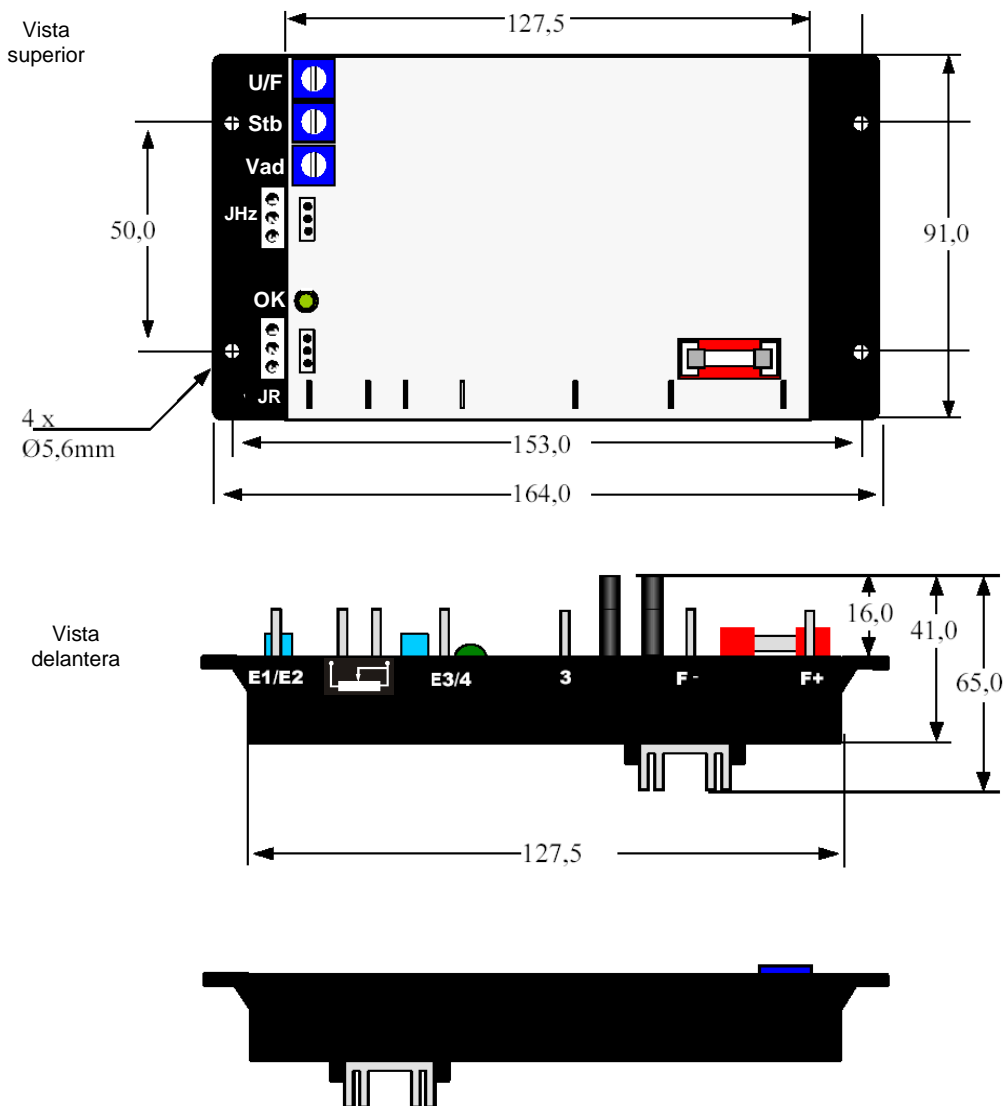 Vista
superior
127,5
U/F
Stb
Vad
JHz
50,0
91,0
OK
JR
4 x
Ø5,6mm
153,0
164,0
Vista
delantera
16,0
41,0
65,0
E1/E2
E3/4
3
F -
F+
127,5